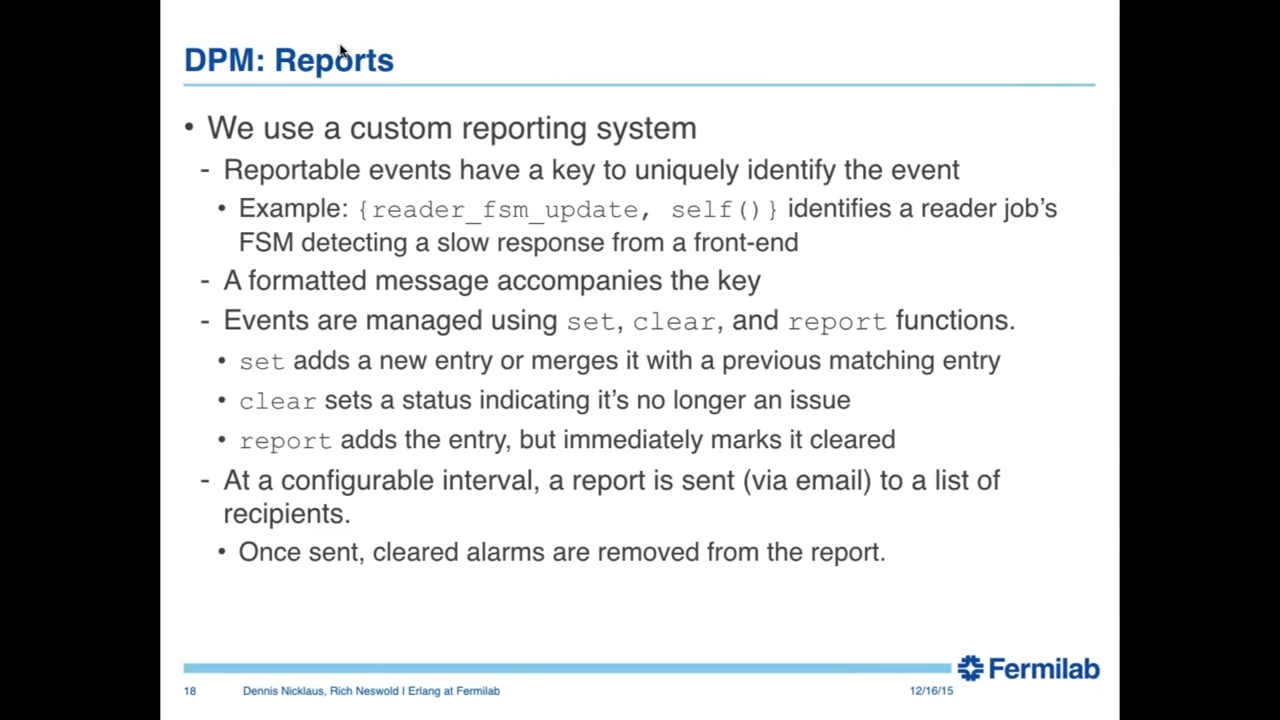 DPM: Reports
• We use a custom reporting system
- Reportable events have a key to uniquely identify the event
• Example: {reader_fsm_update, self()} identifies a reader job's
FSM detecting a slow response from a front-end
- A formatted message accompanies the key
- Events are managed using set, clear, and report functions.
• set adds a new entry or merges it with a previous matching entry
• clear sets a status indicating it's no longer an issue
• report adds the entry, but immediately marks it cleared
- At a configurable interval, a report is sent (via email) to a list of
recipients.
• Once sent, cleared alarms are removed from the report.
Fermilab
18 Dennis Nicklaus, Rich Neswold I Erlang at Fermilab 12/16/15